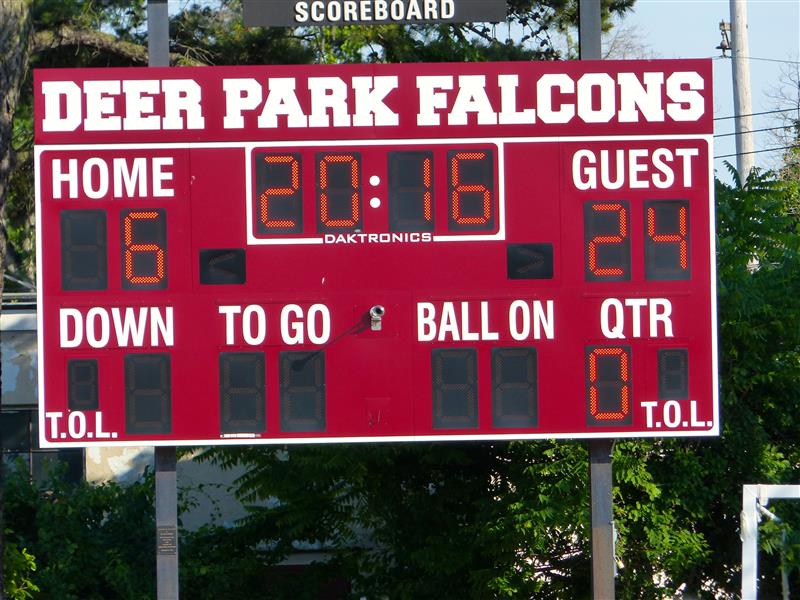 SCOREBOARD
DEER PARK FALCONS
HOME 20:16 GUEST
DAKTRONICS
6 24
DOWN TO GO BALL ON QTR
0
T.O.L. T.O.L.